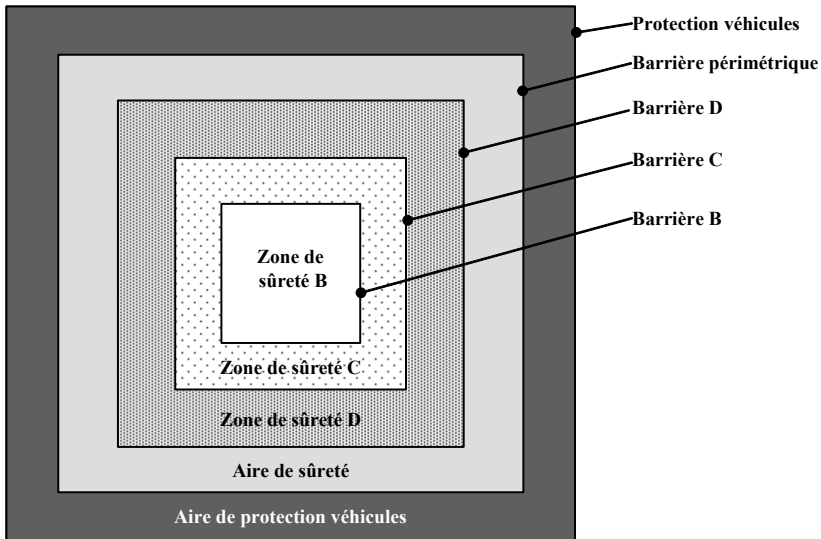 Protection véhicules
Barrière périmétrique
Barrière D
Barrière C
Barrière B
Zone de
sûreté B
Zone de sûreté C
Zone de sûreté D
Aire de sûreté
Aire de protection véhicules